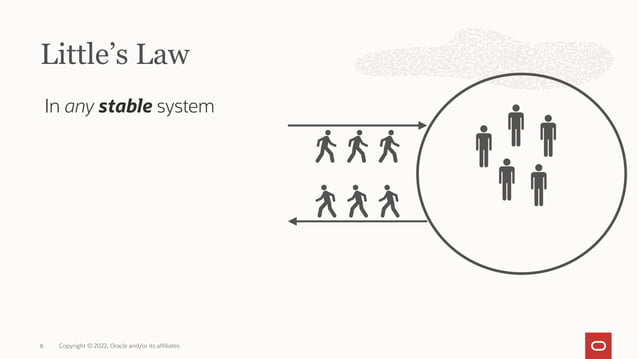 Little’s Law
In any stable system
6 Copyright © 2022, Oracle and/or its affiliates